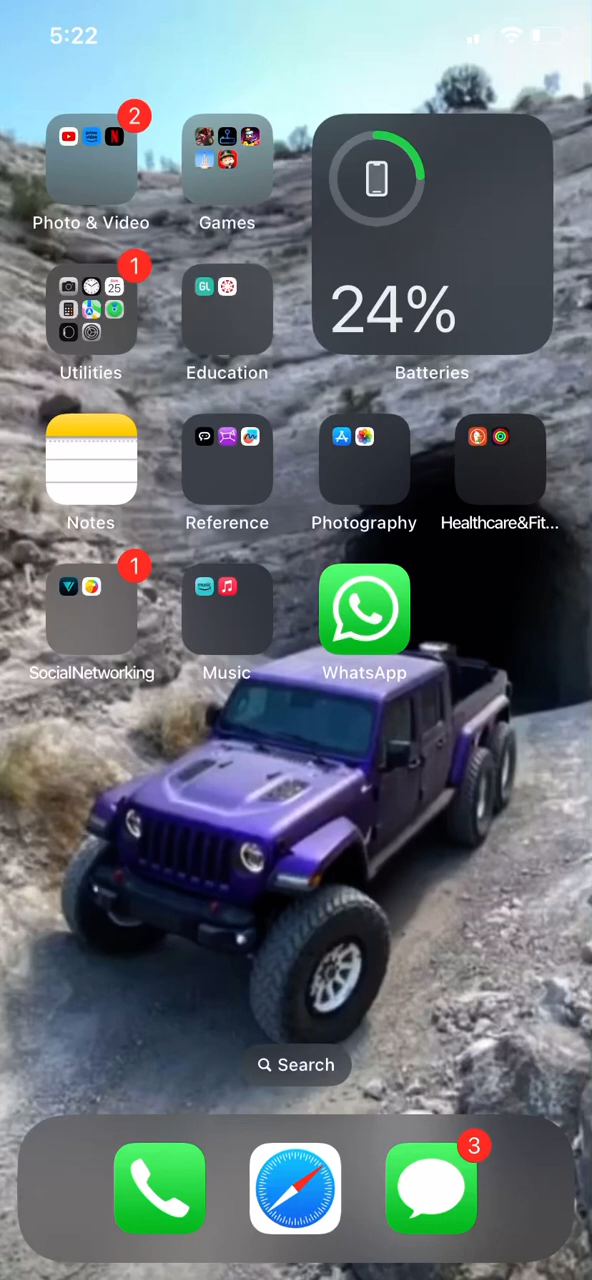 5:22
2
Photo & Video
Games
1
25
Utilities
GL
Education
24%
Batteries
Notes
Reference
Photography
Healthcare&Fit...
1
SocialNetworking
Music
WhatsApp
Search
3